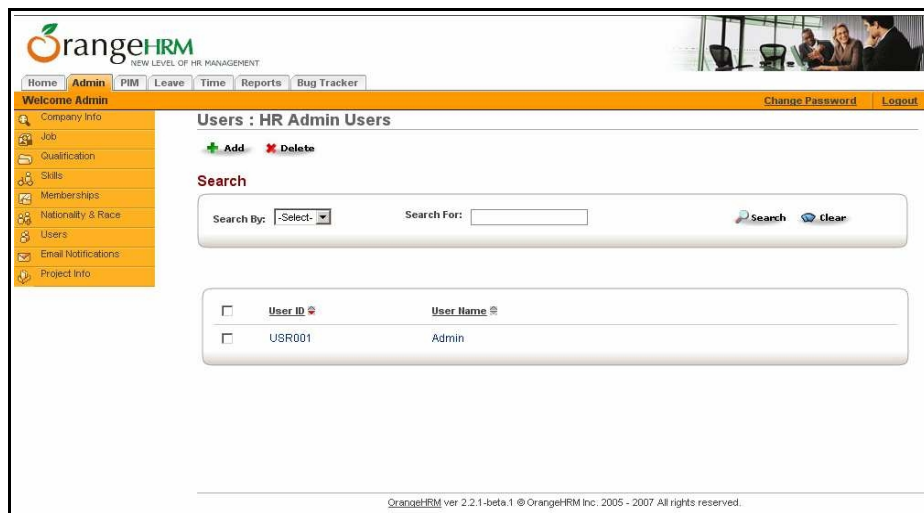 OrangeHRM
NEW LEVEL OF HR MANAGEMENT
Home Admin PIM Leave Time Reports Bug Tracker
Welcome Admin Change Password Logout
Company Info
Job
Qualification
Skills
Memberships
Nationality & Race
Users
Email Notifications
Project Info
Users : HR Admin Users
Add Delete
Search
Search By: -Select- Search For: Search Clear
User ID User Name
USR001 Admin
OrangeHRM ver 2.2.1-beta.1 © OrangeHRM Inc. 2005 - 2007 All rights reserved.